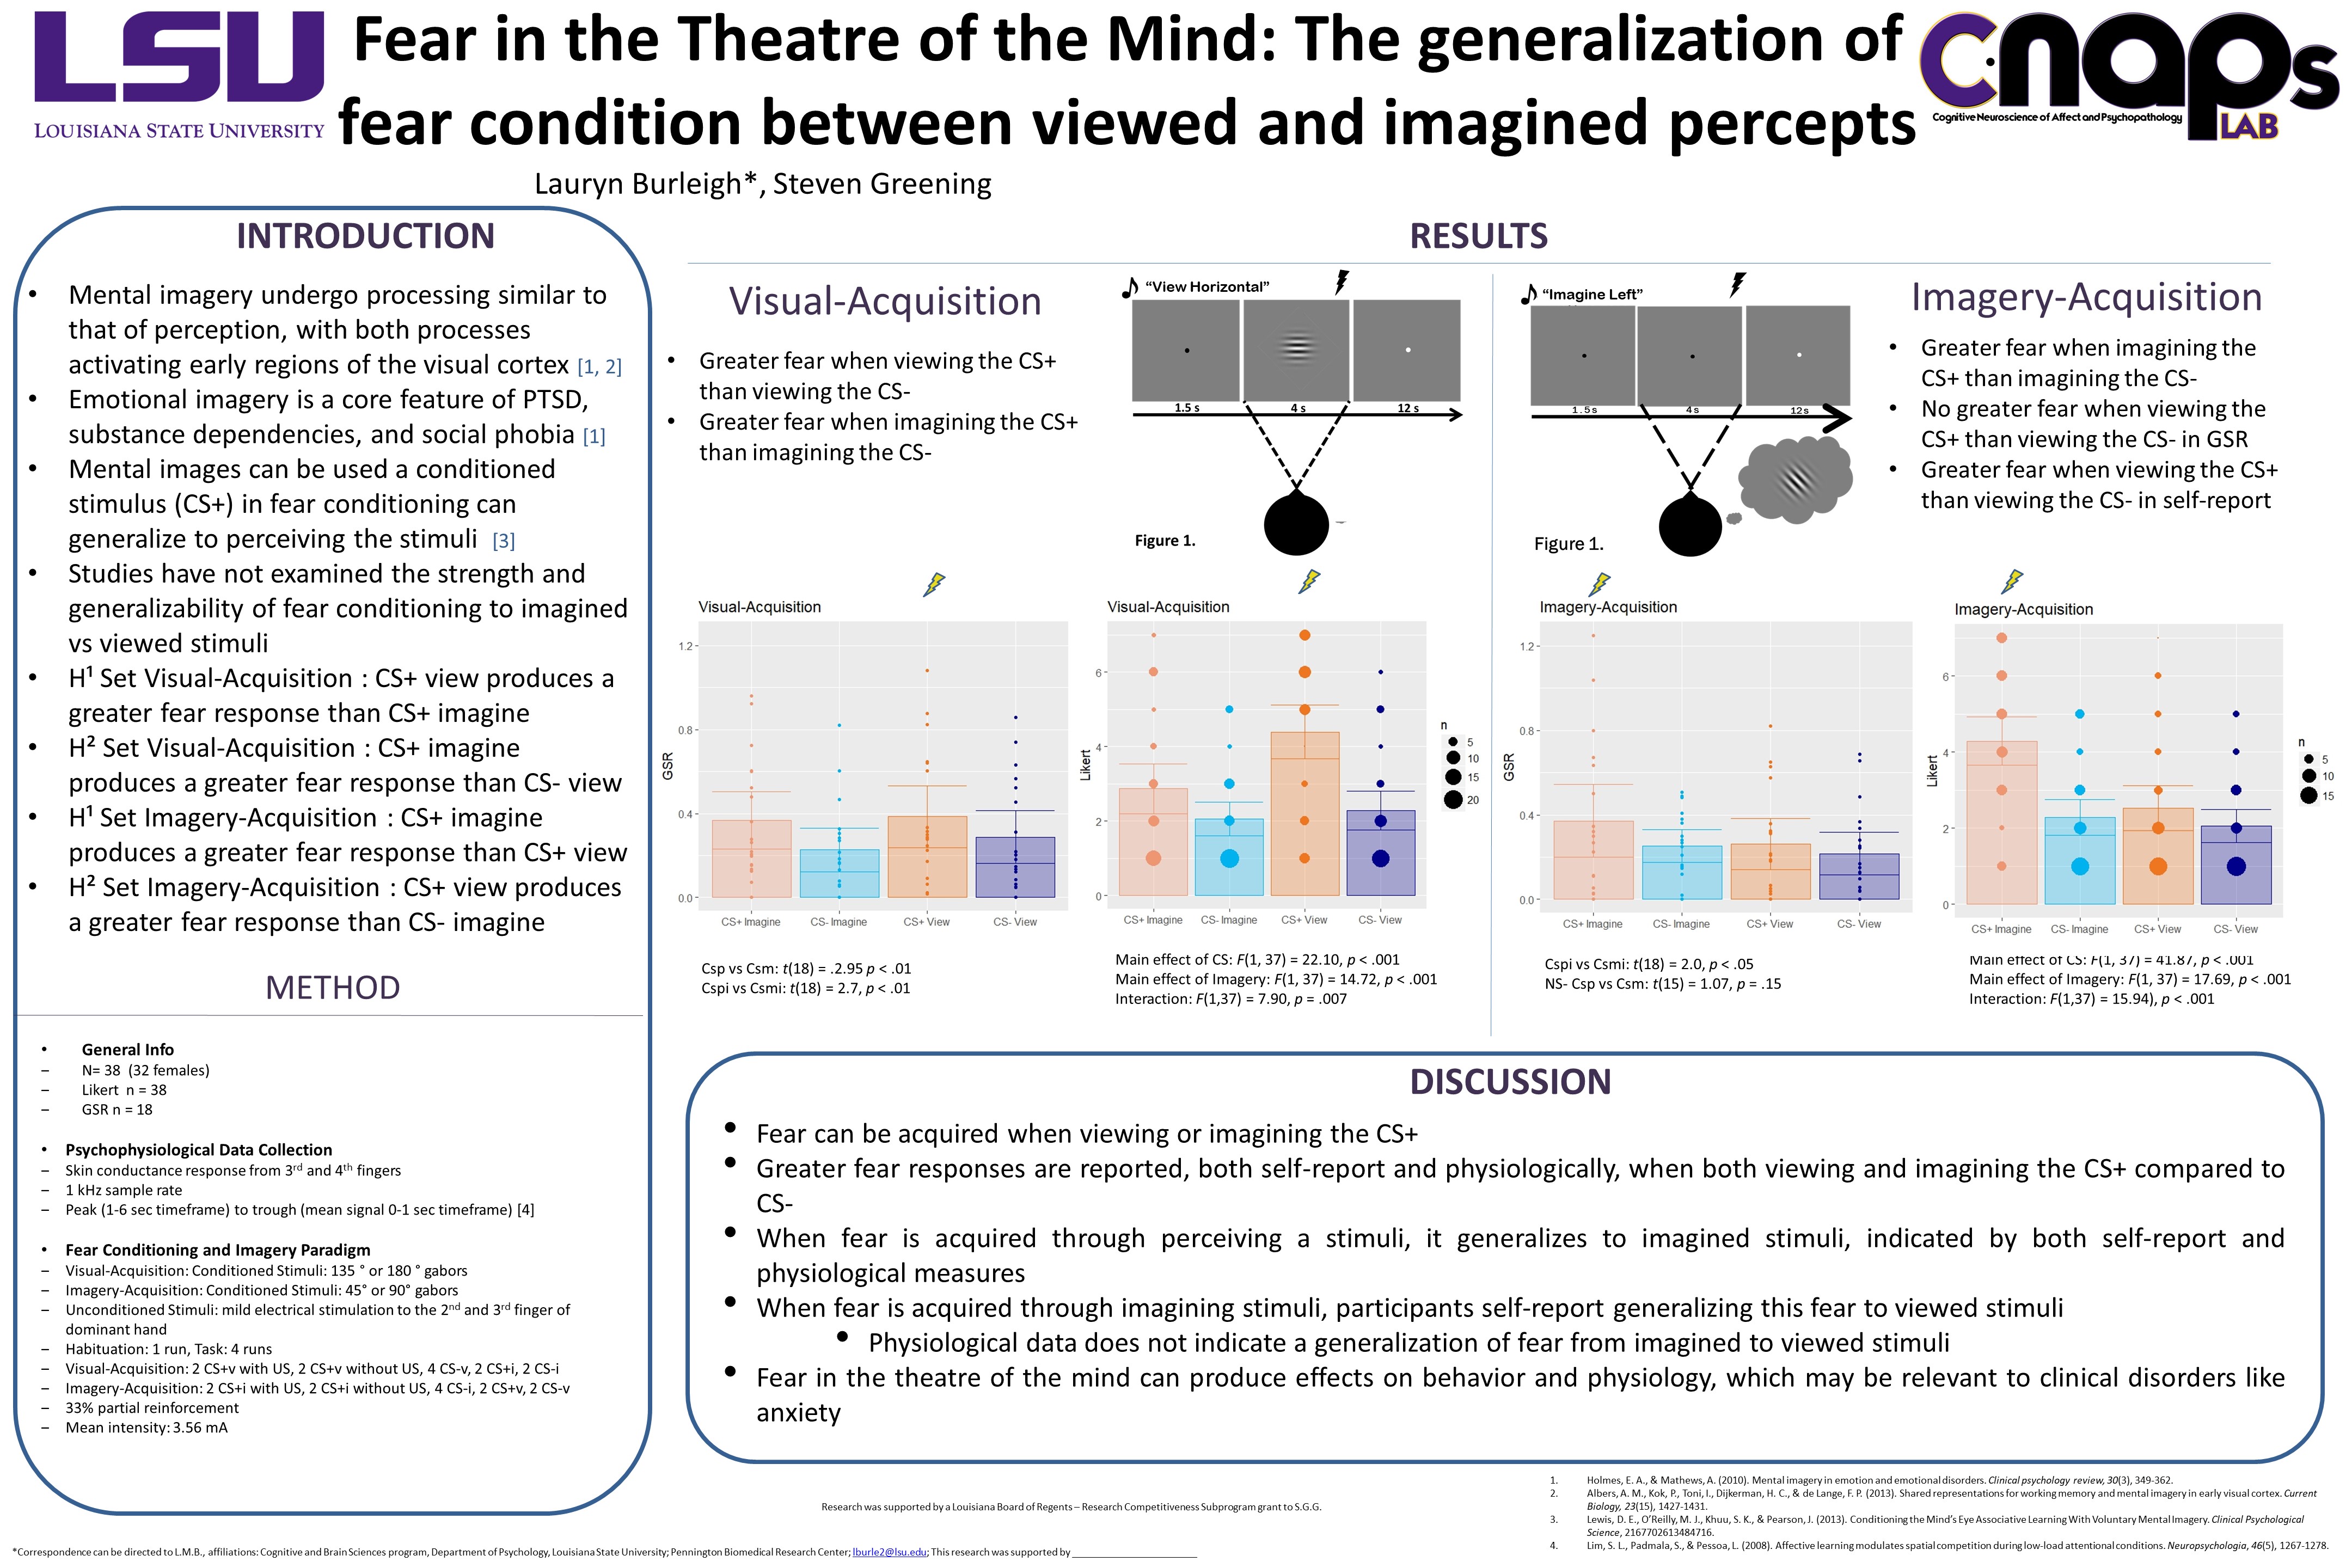 LSU
LOUISIANA STATE UNIVERSITY
Fear in the Theatre of the Mind: The generalization of
fear condition between viewed and imagined percepts
cnaps
Cognitive Neuroscience of Affect and Psychopathology
LAB
Lauryn Burleigh*, Steven Greening
INTRODUCTION
• Mental imagery undergo processing similar to
that of perception, with both processes
activating early regions of the visual cortex [1, 2]
• Emotional imagery is a core feature of PTSD,
substance dependencies, and social phobia [1]
• Mental images can be used a conditioned
stimulus (CS+) in fear conditioning can
generalize to perceiving the stimuli [3]
• Studies have not examined the strength and
generalizability of fear conditioning to imagined
vs viewed stimuli
• H¹ Set Visual-Acquisition : CS+ view produces a
greater fear response than CS+ imagine
• H² Set Visual-Acquisition : CS+ imagine
produces a greater fear response than CS- view
• H¹ Set Imagery-Acquisition : CS+ imagine
produces a greater fear response than CS+ view
• H² Set Imagery-Acquisition : CS+ view produces
a greater fear response than CS- imagine
METHOD
• General Info
– N= 38 (32 females)
– Likert n = 38
– GSR n = 18
• Psychophysiological Data Collection
– Skin conductance response from 3rd and 4th fingers
– 1 kHz sample rate
– Peak (1-6 sec timeframe) to trough (mean signal 0-1 sec timeframe) [4]
• Fear Conditioning and Imagery Paradigm
– Visual-Acquisition: Conditioned Stimuli: 135 ° or 180 ° gabors
– Imagery-Acquisition: Conditioned Stimuli: 45° or 90° gabors
– Unconditioned Stimuli: mild electrical stimulation to the 2nd and 3rd finger of
dominant hand
– Habituation: 1 run, Task: 4 runs
– Visual-Acquisition: 2 CS+v with US, 2 CS+v without US, 4 CS-v, 2 CS+i, 2 CS-i
– Imagery-Acquisition: 2 CS+i with US, 2 CS+i without US, 4 CS-i, 2 CS+v, 2 CS-v
– 33% partial reinforcement
– Mean intensity: 3.56 mA
RESULTS
Visual-Acquisition
• Greater fear when viewing the CS+
than viewing the CS-
• Greater fear when imagining the CS+
than imagining the CS-
"View Horizontal"
1.5 s 4 s 12 s
Figure 1.
"Imagine Left"
1.5s 4s 12s
Figure 1.
Imagery-Acquisition
• Greater fear when imagining the
CS+ than imagining the CS-
• No greater fear when viewing the
CS+ than viewing the CS- in GSR
• Greater fear when viewing the CS+
than viewing the CS- in self-report
Visual-Acquisition
GSR
1.2
0.8
0.4
0.0
CS+ Imagine CS- Imagine CS+ View CS- View
Csp vs Csm: t(18) = .2.95 p < .01
Cspi vs Csmi: t(18) = 2.7, p < .01
Visual-Acquisition
Likert
6
4
2
0
CS+ Imagine CS- Imagine CS+ View CS- View
n
5
10
15
20
Main effect of CS: F(1, 37) = 22.10, p < .001
Main effect of Imagery: F(1, 37) = 14.72, p < .001
Interaction: F(1,37) = 7.90, p = .007
Imagery-Acquisition
GSR
1.2
0.8
0.4
0.0
CS+ Imagine CS- Imagine CS+ View CS- View
Cspi vs Csmi: t(18) = 2.0, p < .05
NS- Csp vs Csm: t(15) = 1.07, p = .15
Imagery-Acquisition
Likert
6
4
2
0
CS+ Imagine CS- Imagine CS+ View CS- View
n
5
10
15
Main effect of CS: F(1, 37) = 41.87, p < .001
Main effect of Imagery: F(1, 37) = 17.69, p < .001
Interaction: F(1,37) = 15.94), p < .001
DISCUSSION
• Fear can be acquired when viewing or imagining the CS+
• Greater fear responses are reported, both self-report and physiologically, when both viewing and imagining the CS+ compared to
CS-
• When fear is acquired through perceiving a stimuli, it generalizes to imagined stimuli, indicated by both self-report and
physiological measures
• When fear is acquired through imagining stimuli, participants self-report generalizing this fear to viewed stimuli
• Physiological data does not indicate a generalization of fear from imagined to viewed stimuli
• Fear in the theatre of the mind can produce effects on behavior and physiology, which may be relevant to clinical disorders like
anxiety
Research was supported by a Louisiana Board of Regents – Research Competitiveness Subprogram grant to S.G.G.
1. Holmes, E. A., & Mathews, A. (2010). Mental imagery in emotion and emotional disorders. Clinical psychology review, 30(3), 349-362.
2. Albers, A. M., Kok, P., Toni, I., Dijkerman, H. C., & de Lange, F. P. (2013). Shared representations for working memory and mental imagery in early visual cortex. Current
Biology, 23(15), 1427-1431.
3. Lewis, D. E., O'Reilly, M. J., Khuu, S. K., & Pearson, J. (2013). Conditioning the Mind's Eye Associative Learning With Voluntary Mental Imagery. Clinical Psychological
Science, 2167702613484716.
4. Lim, S. L., Padmala, S., & Pessoa, L. (2008). Affective learning modulates spatial competition during low-load attentional conditions. Neuropsychologia, 46(5), 1267-1278.
*Correspondence can be directed to L.M.B., affiliations: Cognitive and Brain Sciences program, Department of Psychology, Louisiana State University; Pennington Biomedical Research Center; lburle2@lsu.edu; This research was supported by ____________________